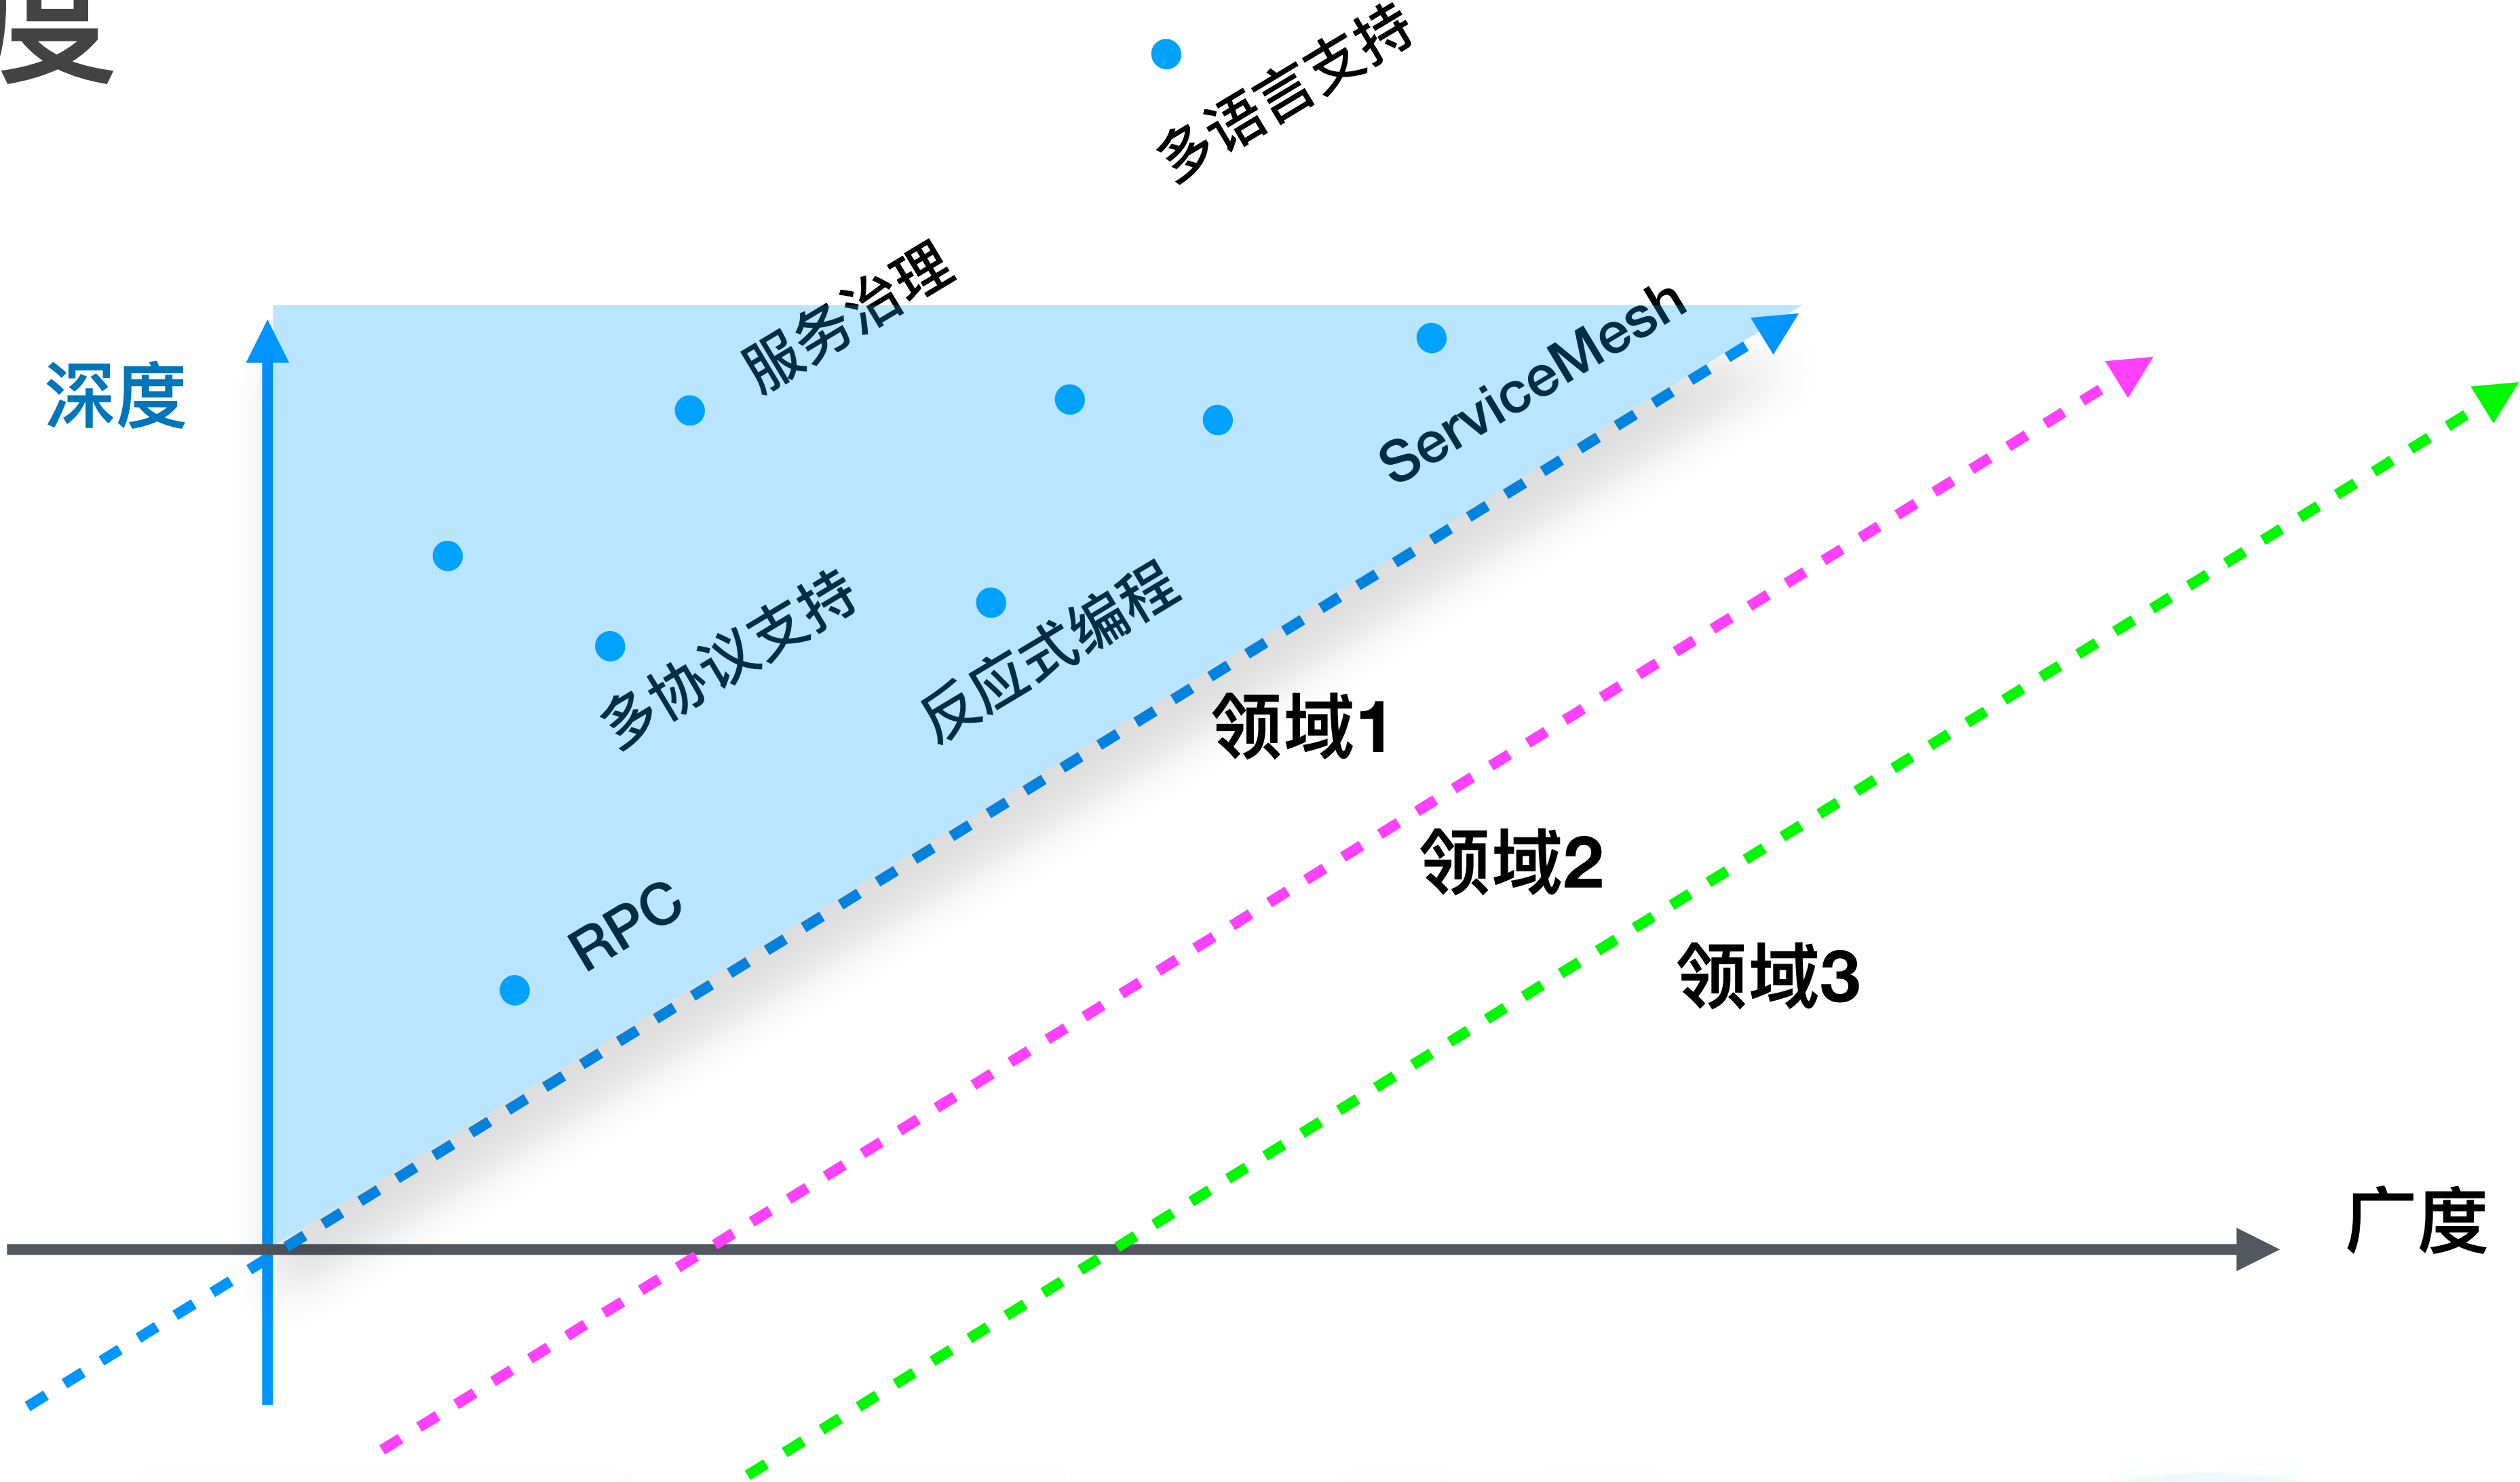 度
多语言支持
服务治理
ServiceMesh
深度
多协议支持
反应式编程
领域1
领域2
RPC
领域3
广度